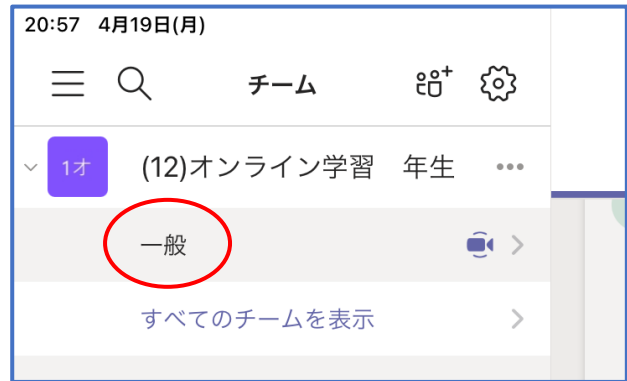 20:57 4月19日(月)
チーム
1オ (12)オンライン学習 年生
一般
すべてのチームを表示